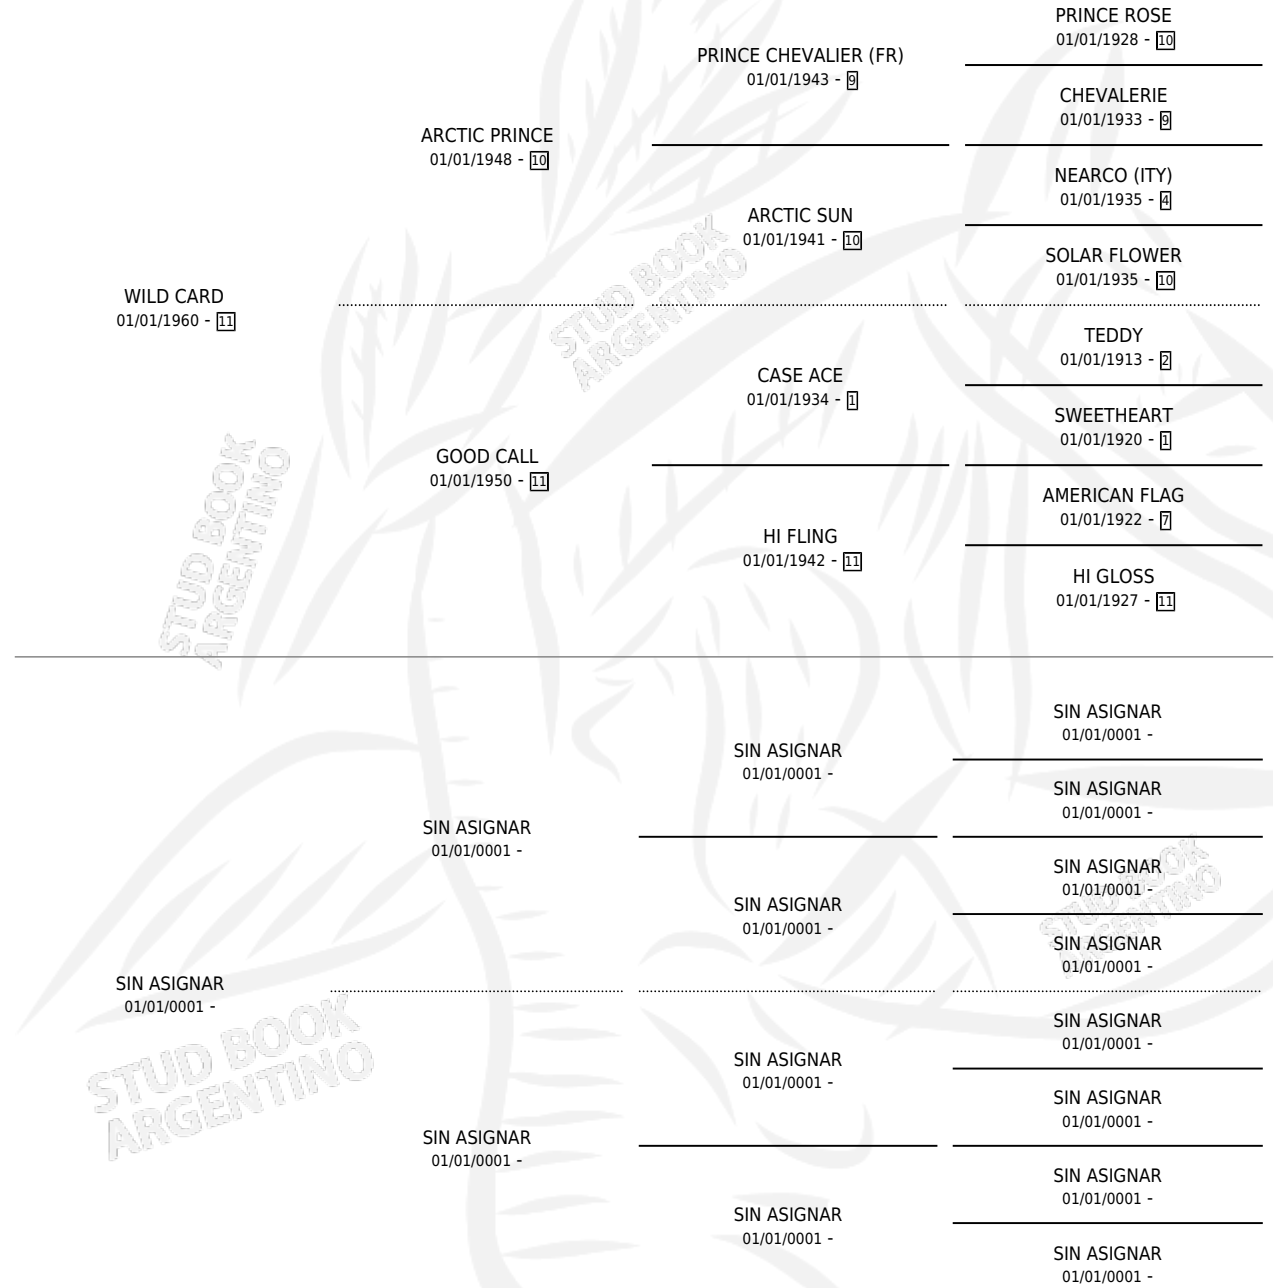 PRINCE ROSE
01/01/1928 - 10
PRINCE CHEVALIER (FR)
01/01/1943 - 9
CHEVALERIE
01/01/1933 - 9
ARCTIC PRINCE
01/01/1948 - 10
NEARCO (ITY)
01/01/1935 - 4
ARCTIC SUN
01/01/1941 - 10
SOLAR FLOWER
01/01/1935 - 10
WILD CARD
01/01/1960 - 11
STUD BOOK
ARGENTINO
TEDDY
01/01/1913 - 2
CASE ACE
01/01/1934 - 1
SWEETHEART
01/01/1920 - 1
GOOD CALL
01/01/1950 - 11
AMERICAN FLAG
01/01/1922 - 7
HI FLING
01/01/1942 - 11
HI GLOSS
01/01/1927 - 11
STUD BOOK
ARGENTINO
SIN ASIGNAR
01/01/0001 -
SIN ASIGNAR
01/01/0001 -
SIN ASIGNAR
01/01/0001 -
SIN ASIGNAR
01/01/0001 -
SIN ASIGNAR
01/01/0001 -
SIN ASIGNAR
01/01/0001 -
SIN ASIGNAR
01/01/0001 -
STUD BOOK
ARGENTINO
SIN ASIGNAR
01/01/0001 -
SIN ASIGNAR
01/01/0001 -
SIN ASIGNAR
01/01/0001 -
SIN ASIGNAR
01/01/0001 -
STUD BOOK
ARGENTINO
SIN ASIGNAR
01/01/0001 -
SIN ASIGNAR
01/01/0001 -
SIN ASIGNAR
01/01/0001 -
SIN ASIGNAR
01/01/0001 -